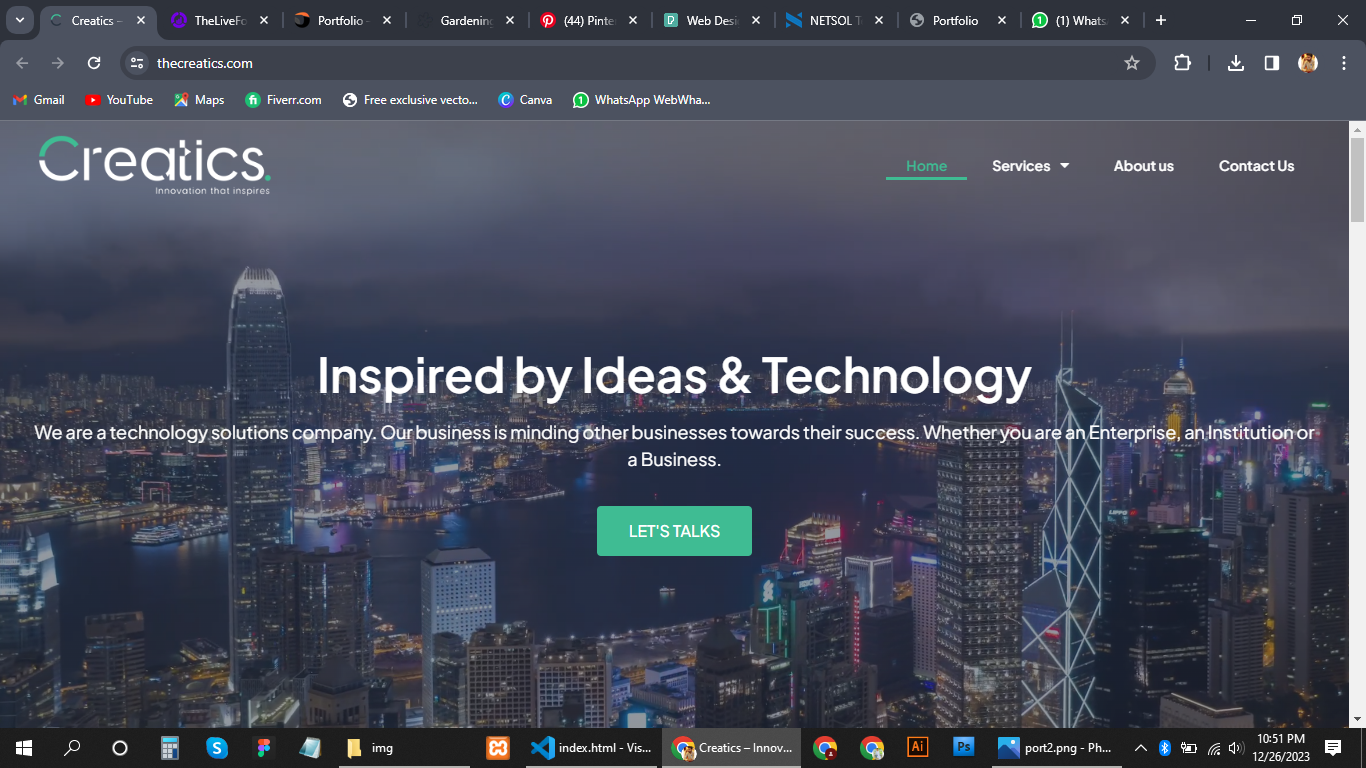 Creatics –
TheLiveFo
Portfolio -
Gardening
(44) Pinte
Web Desi
NETSOL T
Portfolio
(1) Whats
thecreatics.com
Gmail
YouTube
Maps
Fiverr.com
Free exclusive vecto...
Canva
WhatsApp WebWha...
Creatics.
Innovation that inspires
Home
Services
About us
Contact Us
Inspired by Ideas & Technology
We are a technology solutions company. Our business is minding other businesses towards their success. Whether you are an Enterprise, an Institution or
a Business.
LET'S TALKS
img
index.html - Vis...
Creatics – Innov...
Ai
Ps
port2.png - Ph...
10:51 PM
12/26/2023